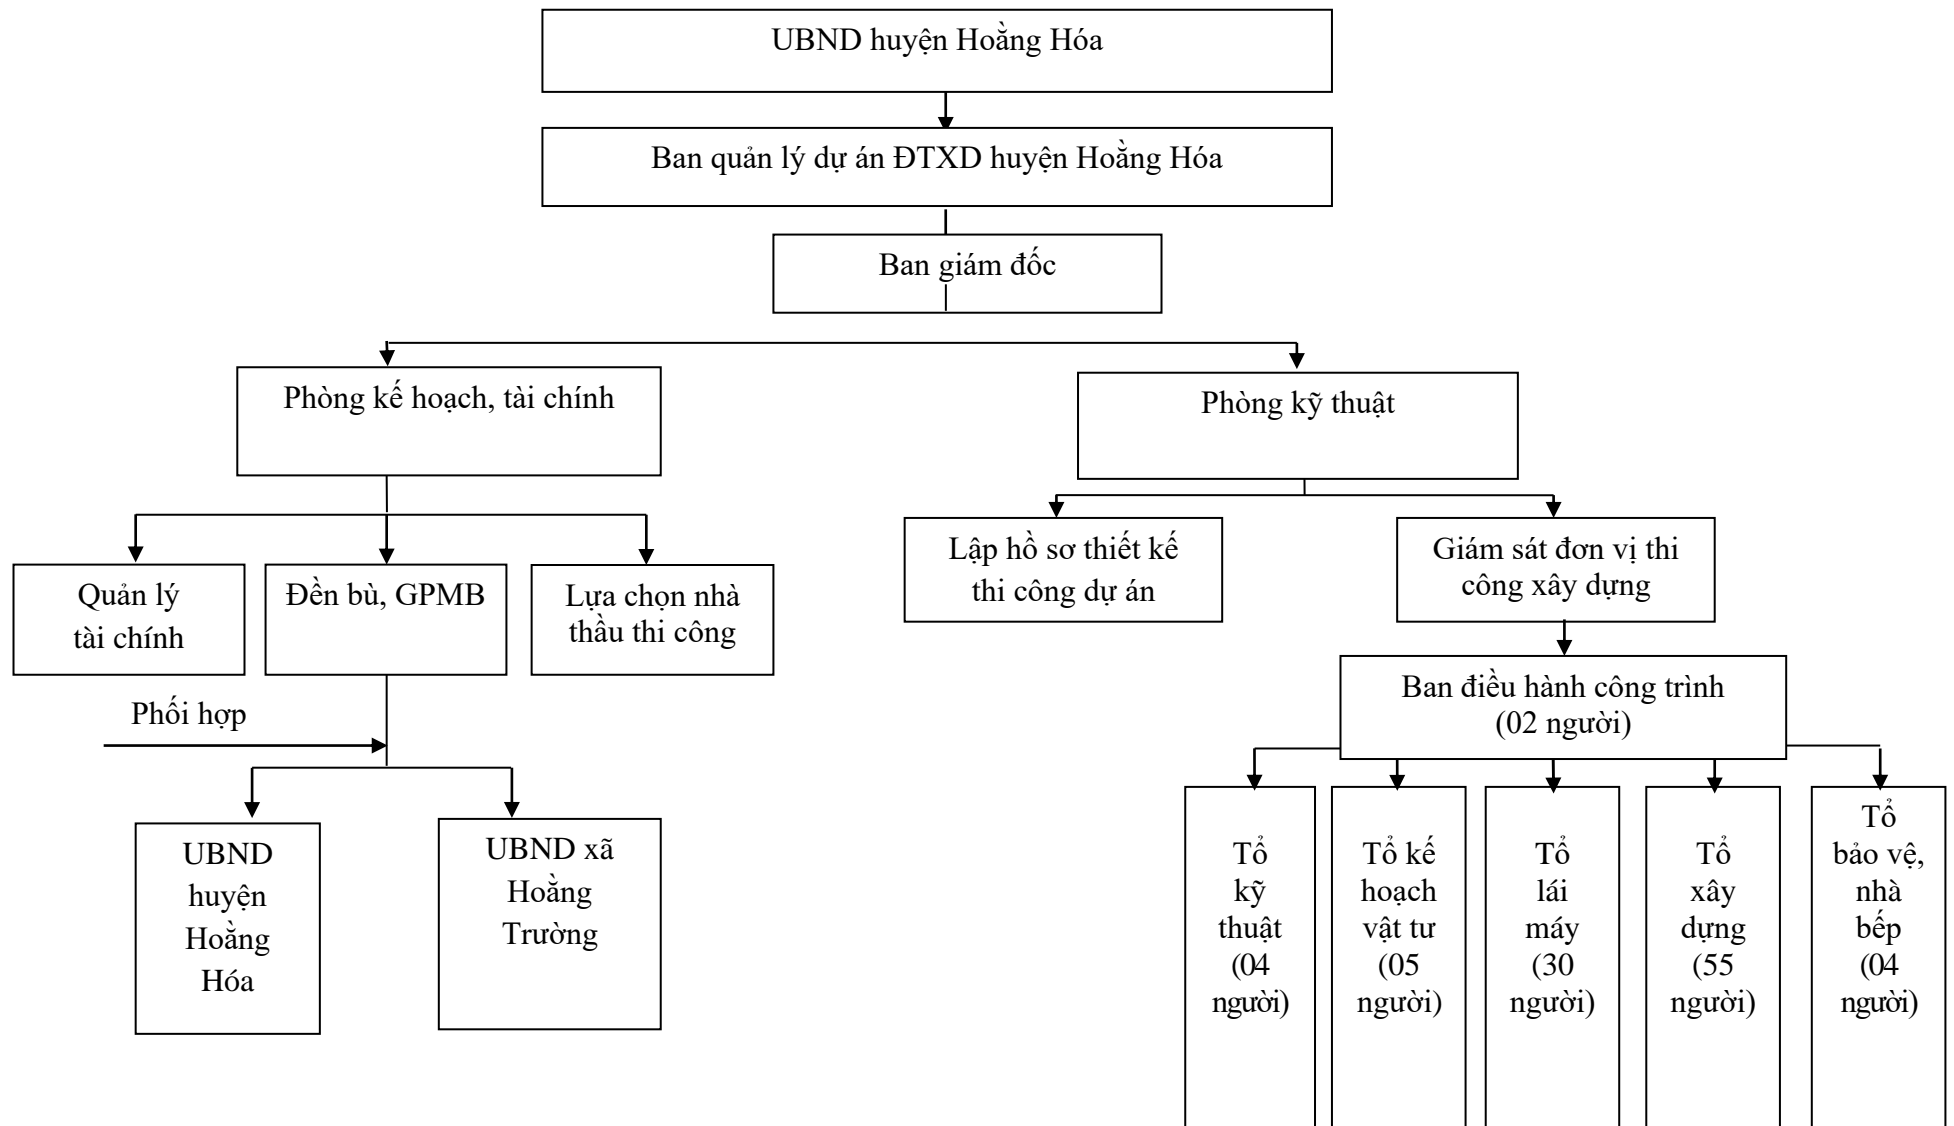 UBND huyện Hoằng Hóa
Ban quản lý dự án ĐTXD huyện Hoằng Hóa
Ban giám đốc
Phòng kế hoạch, tài chính
Phòng kỹ thuật
Quản lý
tài chính
Đền bù, GPMB
Lựa chọn nhà
thầu thi công
Lập hồ sơ thiết kế
thi công dự án
Giám sát đơn vị thi
công xây dựng
Phối hợp
Ban điều hành công trình
(02 người)
UBND
huyện
Hoằng
Hóa
UBND xã
Hoằng
Trường
Tổ
kỹ
thuật
(04
người)
Tổ kế
hoạch
vật tư
(05
người)
Tổ
lái
máy
(30
người)
Tổ
xây
dựng
(55
người)
Tổ
bảo vệ,
nhà
bếp
(04
người)